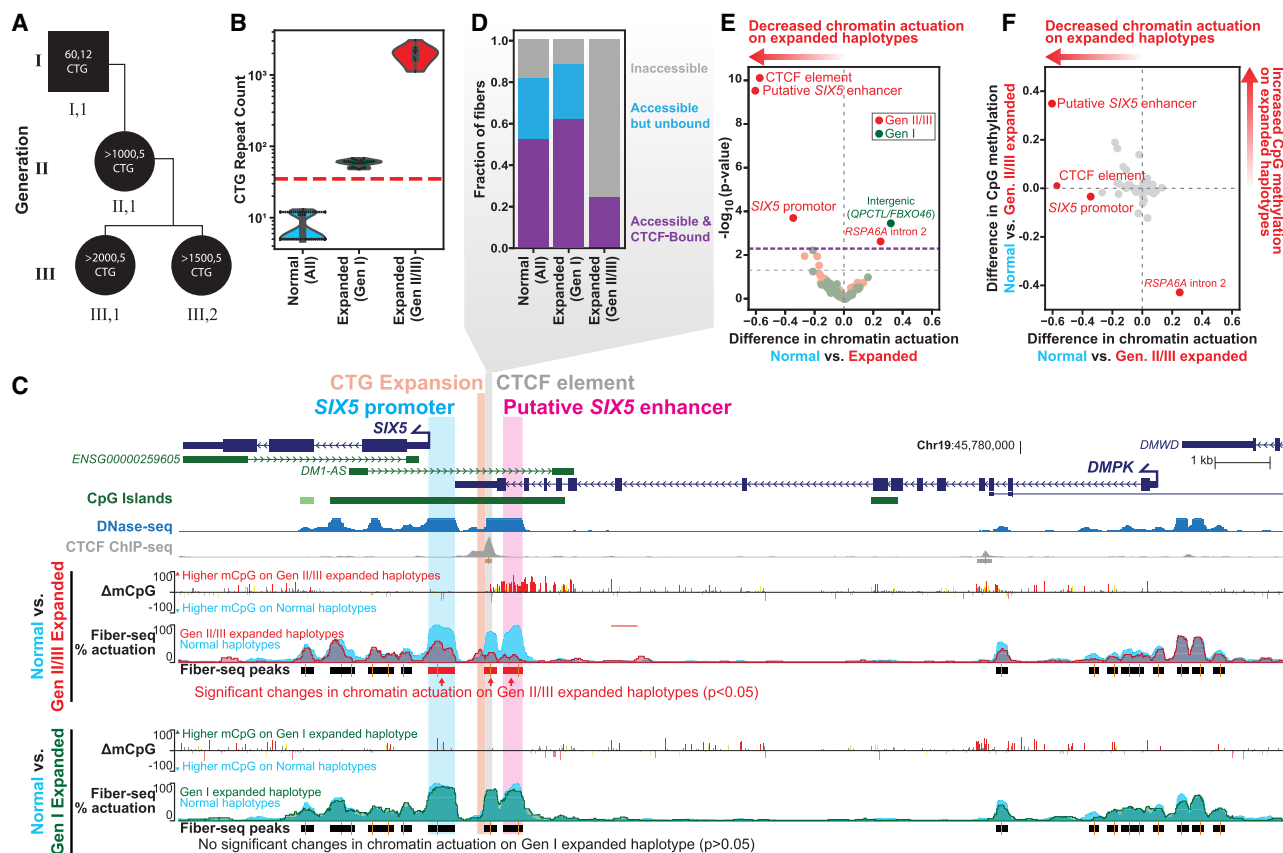 A
Generation
I
60,12
CTG
I,1
II
>1000,5
CTG
II,1
III
>2000,5
CTG
III,1
>1500,5
CTG
III,2
B
CTG Repeat Count
10³
10²
10¹
Normal
(All)
Expanded
(Gen I)
Expanded
(Gen II/III)
D
Fraction of fibers
1.0
0.8
0.6
0.4
0.2
0.0
Inaccessible
Accessible
but unbound
Accessible &
CTCF-Bound
Normal
(All)
Expanded
(Gen I)
Expanded
(Gen II/III)
E
Decreased chromatin actuation
on expanded haplotypes
-log₁₀ (p-value)
10
8
6
4
2
0
CTCF element
Putative SIX5 enhancer
Gen II/III
Gen I
SIX5 promotor
Intergenic
(QPCTL/FBXO46)
RSPA6A intron 2
-0.6 -0.4 -0.2 0.0 0.2 0.4 0.6
Difference in chromatin actuation
Normal vs. Expanded
F
Decreased chromatin actuation
on expanded haplotypes
Difference in CpG methylation
Normal vs. Gen. II/III expanded
0.4
0.2
0.0
-0.2
-0.4
Putative SIX5 enhancer
CTCF element
SIX5 promotor
RSPA6A intron 2
Increased CpG methylation
on expanded haplotypes
-0.6 -0.4 -0.2 0.0 0.2 0.4 0.6
Difference in chromatin actuation
Normal vs. Gen. II/III expanded
C
CTG Expansion
CTCF element
SIX5 promoter
Putative SIX5 enhancer
SIX5
Chr19:45,780,000
DMWD
1 kb
ENSG00000259605
DM1-AS
DMPK
CpG Islands
DNase-seq
CTCF ChIP-seq
Normal vs.
Gen II/III Expanded
ΔmCpG
100
-100
Higher mCpG on Gen II/III expanded haplotypes
Higher mCpG on Normal haplotypes
Fiber-seq
% actuation
100
0
Gen II/III expanded haplotypes
Normal haplotypes
Fiber-seq peaks
Significant changes in chromatin actuation on Gen II/III expanded haplotypes (p<0.05)
Normal vs.
Gen I Expanded
ΔmCpG
100
-100
Higher mCpG on Gen I expanded haplotype
Higher mCpG on Normal haplotypes
Fiber-seq
% actuation
100
0
Gen I expanded haplotype
Normal haplotypes
Fiber-seq peaks
No significant changes in chromatin actuation on Gen I expanded haplotype (p>0.05)